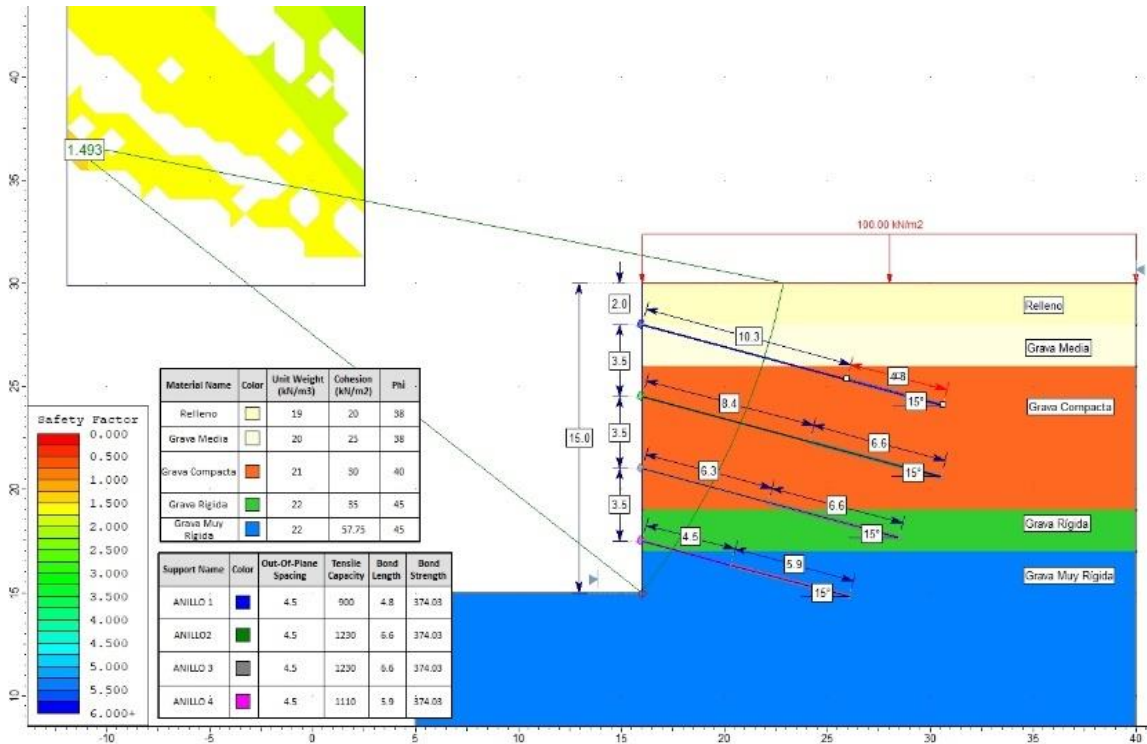 40
35
30
25
20
15
10
-10
-5
0
5
10
15
20
25
30
35
40
1.493
100.00 kN/m2
2.0
3.5
3.5
3.5
15.0
10.3
4.8
15°
8.4
6.6
15°
6.3
6.6
15°
4.5
5.9
15°
Relleno
Grava Media
Grava Compacta
Grava Rígida
Grava Muy Rígida
Safety Factor
0.000
0.500
1.000
1.500
2.000
2.500
3.000
3.500
4.000
4.500
5.000
5.500
6.000+
Material Name Color Unit Weight (kN/m3) Cohesion (kN/m2) Phi
Relleno 19 20 38
Grava Media 20 25 38
Grava Compacta 21 30 40
Grava Rígida 22 35 45
Grava Muy Rígida 22 57.75 45
Support Name Color Out-Of-Plane Spacing Tensile Capacity Bond Length Bond Strength
ANILLO 1 4.5 900 4.8 374.03
ANILLO2 4.5 1230 6.6 374.03
ANILLO 3 4.5 1230 6.6 374.03
ANILLO 4 4.5 1110 5.9 374.03